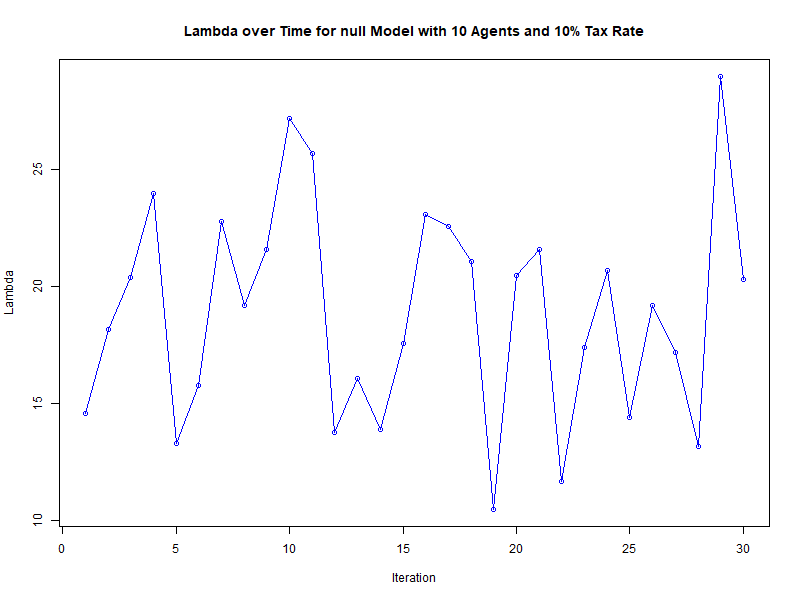 Lambda over Time for null Model with 10 Agents and 10% Tax Rate
Lambda
25
20
15
10
0 5 10 15 20 25 30
Iteration